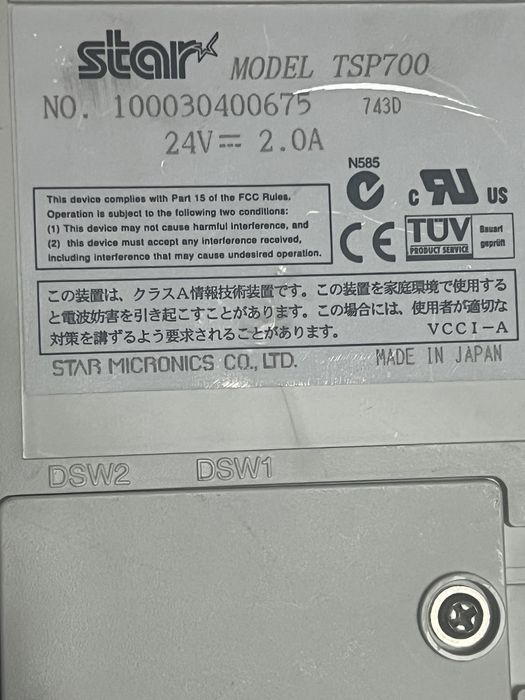 star MODEL TSP700
NO. 100030400675 743D
24V⎓ 2.0A
N585
c RU US
This device complies with Part 15 of the FCC Rules.
Operation is subject to the following two conditions:
(1) This device may not cause harmful interference, and
(2) this device must accept any interference received,
including interference that may cause undesired operation.
CE
TÜV
PRODUCT SERVICE
Bauart
geprüft
この装置は、クラスA情報技術装置です。この装置を家庭環境で使用する
と電波妨害を引き起こすことがあります。この場合には、使用者が適切な
対策を講ずるよう要求されることがあります。 VCCI-A
STAR MICRONICS CO., LTD. MADE IN JAPAN
DSW2 DSW1